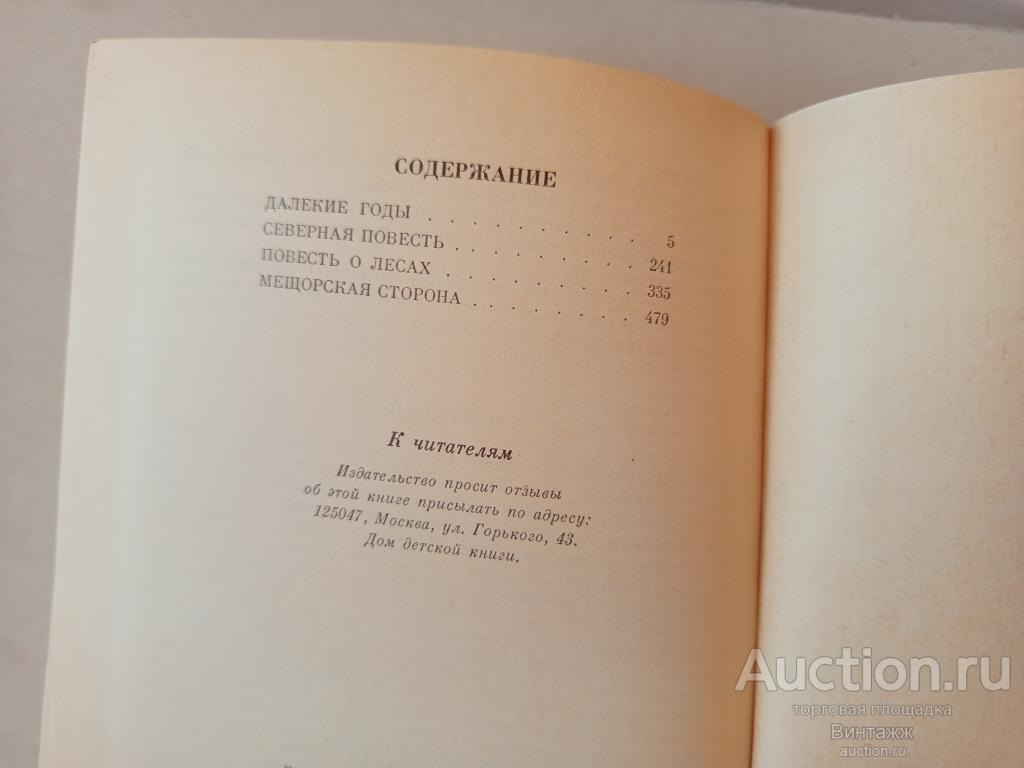 СОДЕРЖАНИЕ
ДАЛЕКИЕ ГОДЫ . . . . . . . . . 5
СЕВЕРНАЯ ПОВЕСТЬ . . . . . . . . 241
ПОВЕСТЬ О ЛЕСАХ . . . . . . . . 335
МЕЩОРСКАЯ СТОРОНА . . . . . . . 479
К читателям
Издательство просит отзывы
об этой книге присылать по адресу:
125047, Москва, ул. Горького, 43.
Дом детской книги.
Auction.ru
торговая площадка
Винтажж
auction.ru